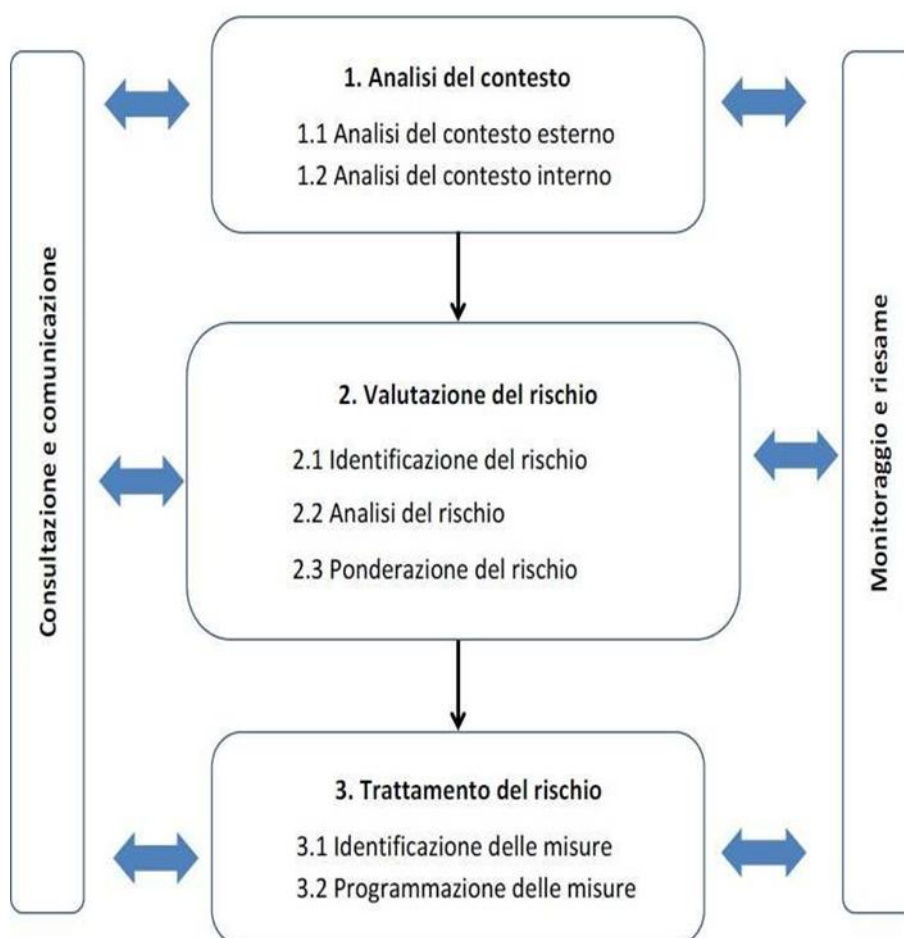 Consultazione e comunicazione
1. Analisi del contesto
1.1 Analisi del contesto esterno
1.2 Analisi del contesto interno
2. Valutazione del rischio
2.1 Identificazione del rischio
2.2 Analisi del rischio
2.3 Ponderazione del rischio
3. Trattamento del rischio
3.1 Identificazione delle misure
3.2 Programmazione delle misure
Monitoraggio e riesame